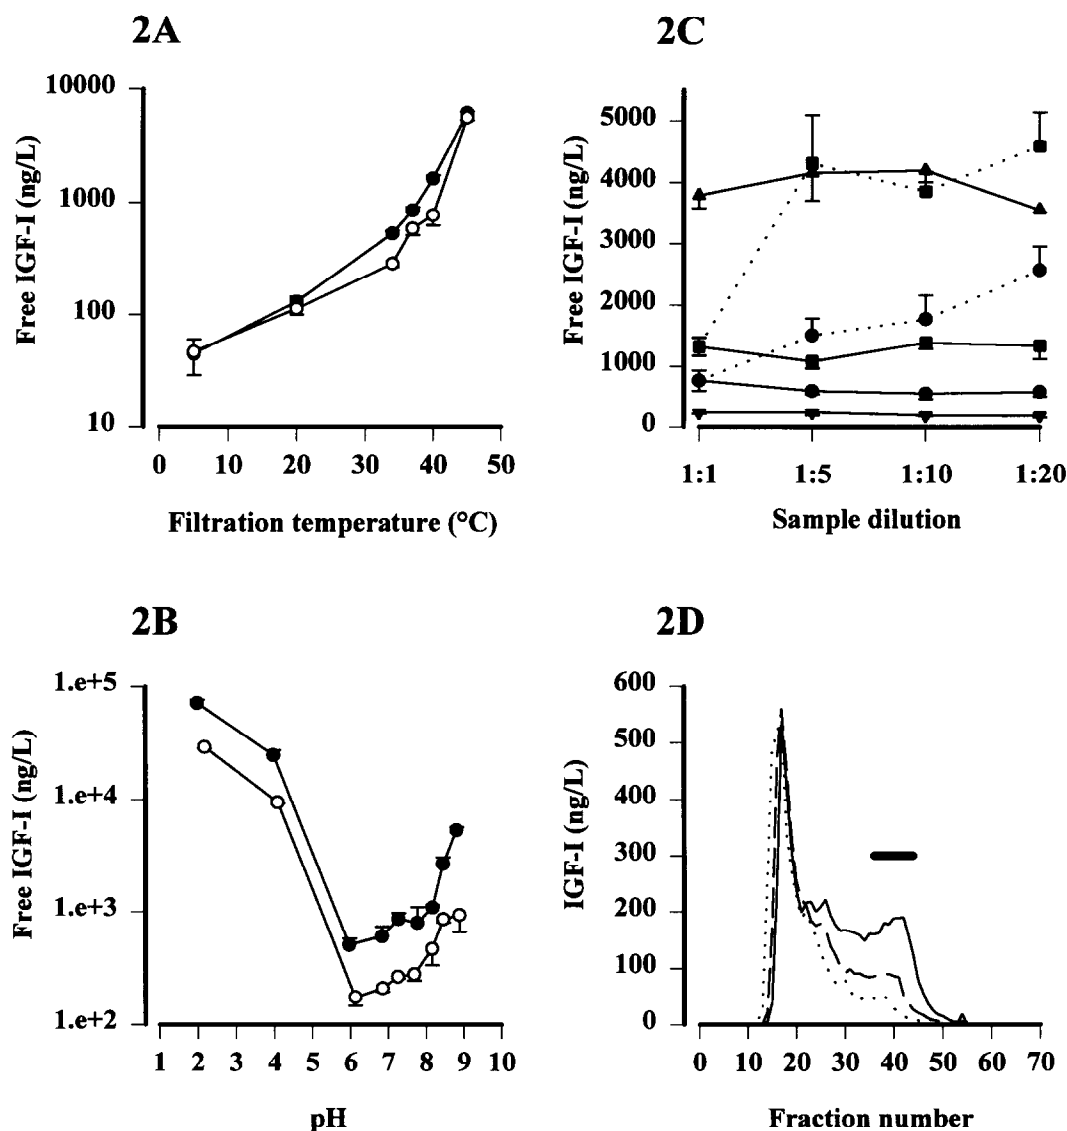 2A
10000
1000
100
10
Free IGF-I (ng/L)
0 10 20 30 40 50
Filtration temperature (°C)
2C
5000
4000
3000
2000
1000
0
Free IGF-I (ng/L)
1:1 1:5 1:10 1:20
Sample dilution
2B
1.e+5
1.e+4
1.e+3
1.e+2
Free IGF-I (ng/L)
1 2 3 4 5 6 7 8 9 10
pH
2D
600
500
400
300
200
100
0
IGF-I (ng/L)
0 10 20 30 40 50 60 70
Fraction number